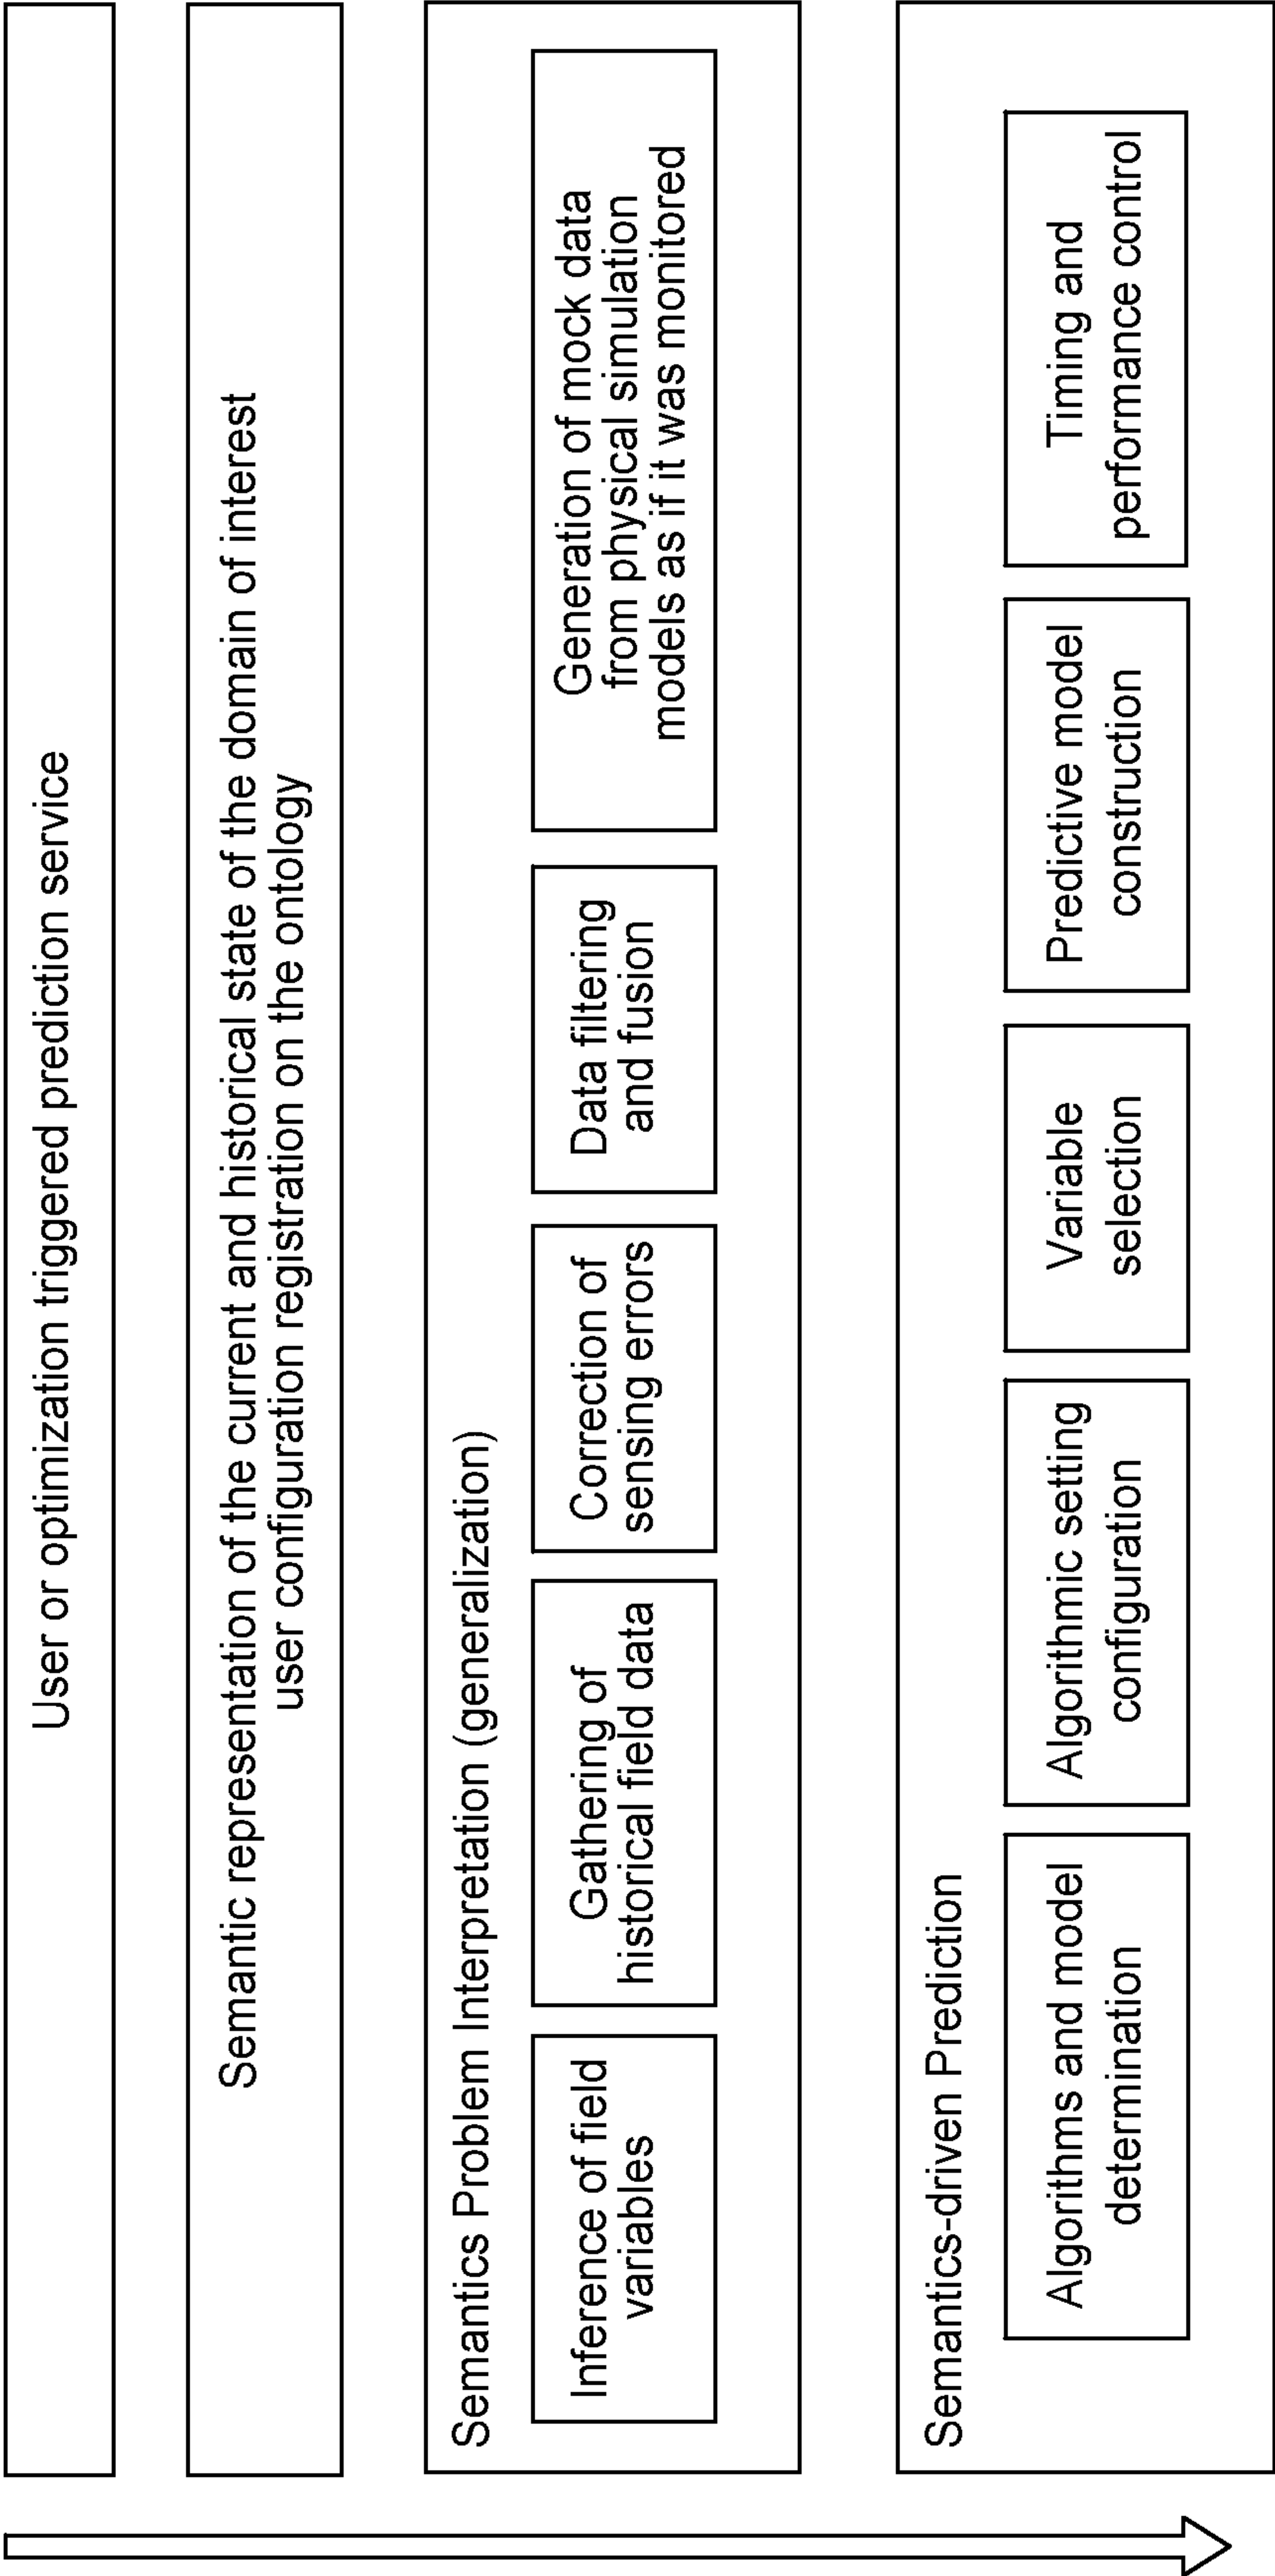 User or optimization triggered prediction service
Semantic representation of the current and historical state of the domain of interest
user configuration registration on the ontology
Semantics Problem Interpretation (generalization)
Inference of field
variables
Gathering of
historical field data
Correction of
sensing errors
Data filtering
and fusion
Generation of mock data
from physical simulation
models as if it was monitored
Semantics-driven Prediction
Algorithms and model
determination
Algorithmic setting
configuration
Variable
selection
Predictive model
construction
Timing and
performance control